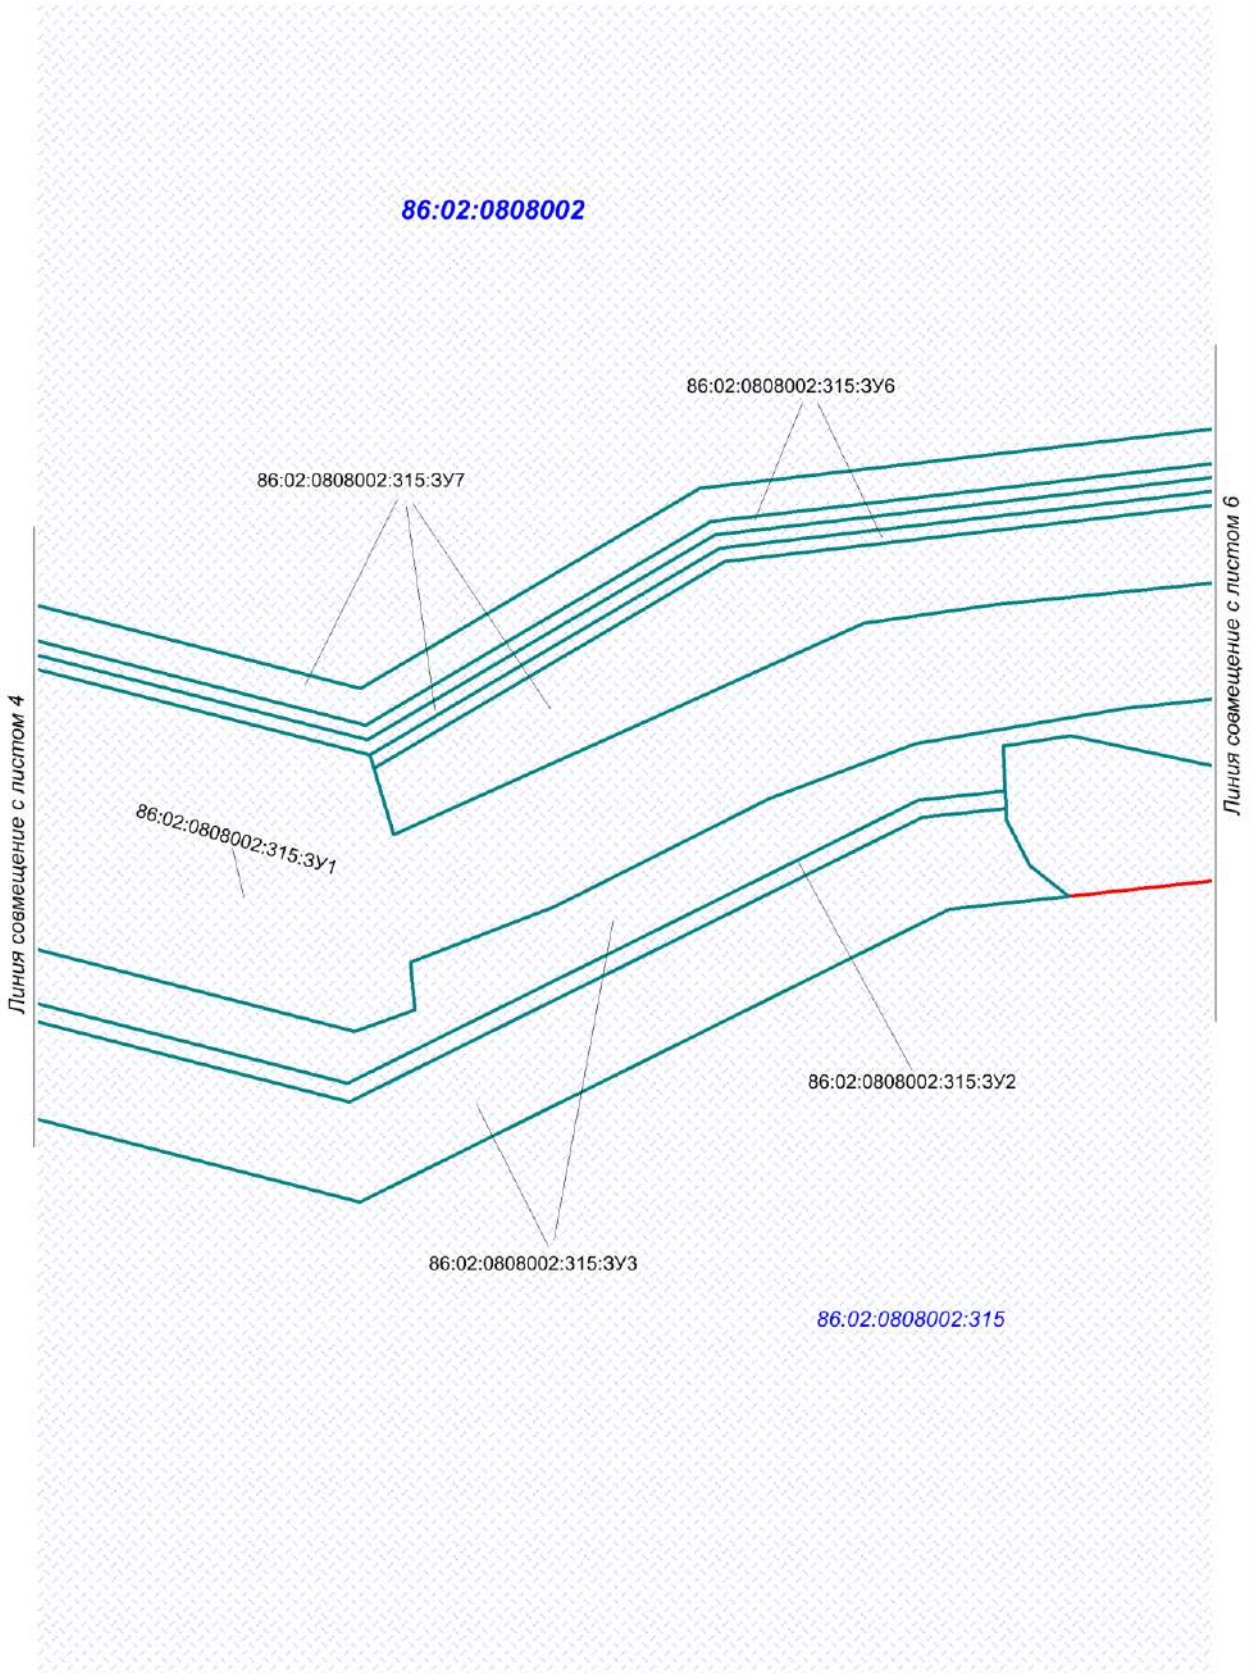 86:02:0808002
86:02:0808002:315:ЗУ6
86:02:0808002:315:ЗУ7
Линия совмещение с листом 4
Линия совмещение с листом 6
86:02:0808002:315:ЗУ1
86:02:0808002:315:ЗУ2
86:02:0808002:315:ЗУ3
86:02:0808002:315